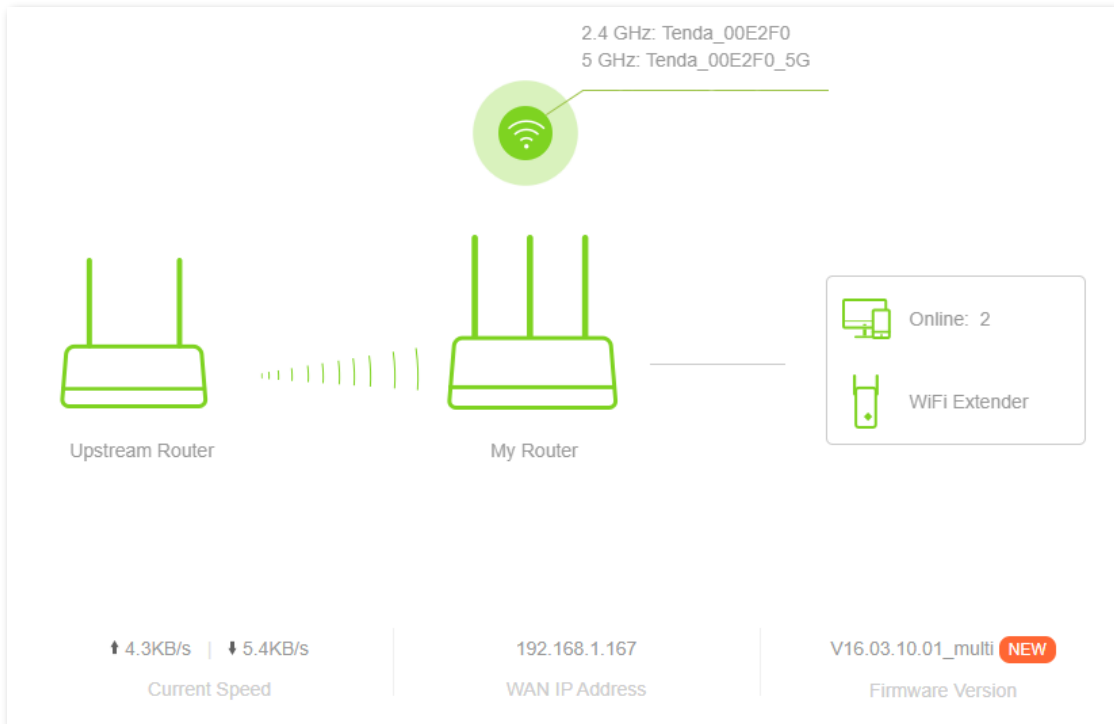 2.4 GHz: Tenda_00E2F0
5 GHz: Tenda_00E2F0_5G
Online: 2
WiFi Extender
Upstream Router
My Router
4.3KB/s | 5.4KB/s
Current Speed
192.168.1.167
WAN IP Address
V16.03.10.01_multi NEW
Firmware Version